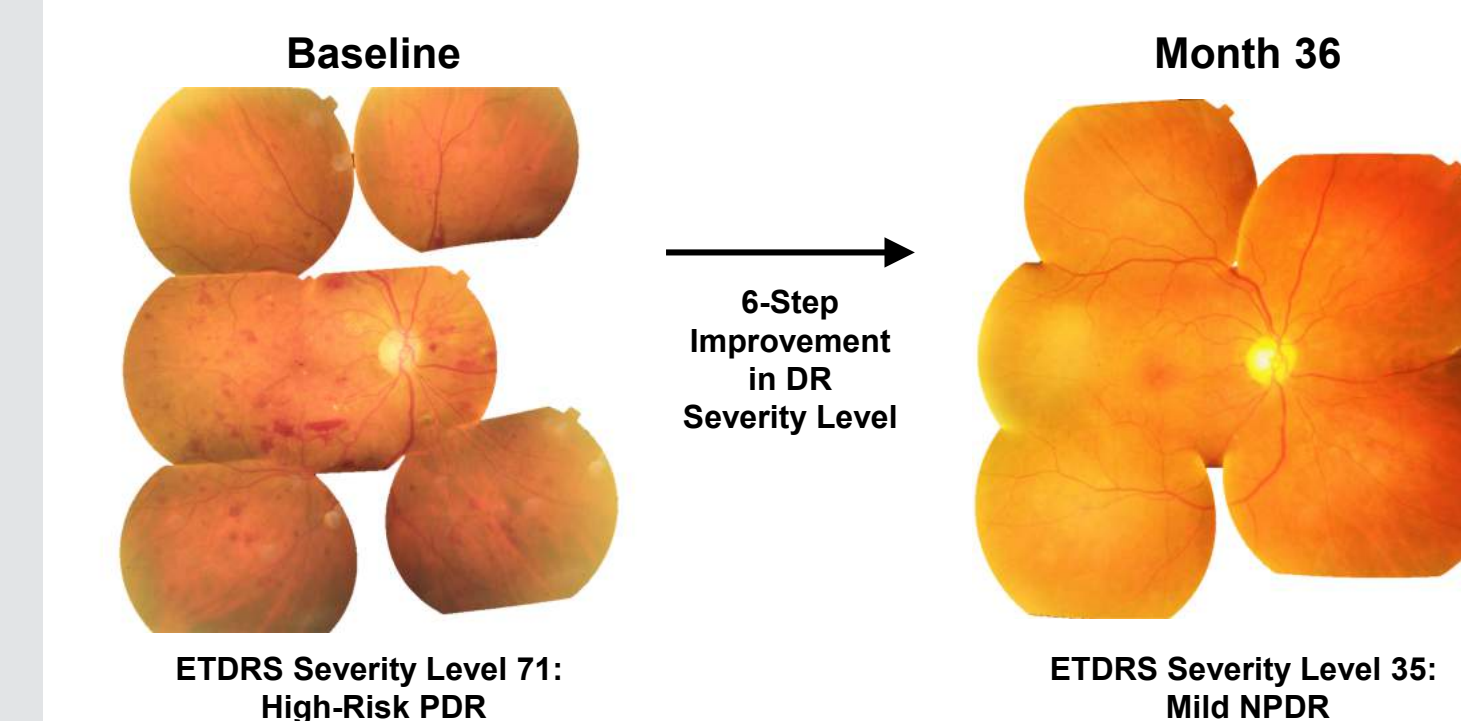 Baseline
Month 36
6-Step
Improvement
in DR
Severity Level
ETDRS Severity Level 71:
High-Risk PDR
ETDRS Severity Level 35:
Mild NPDR